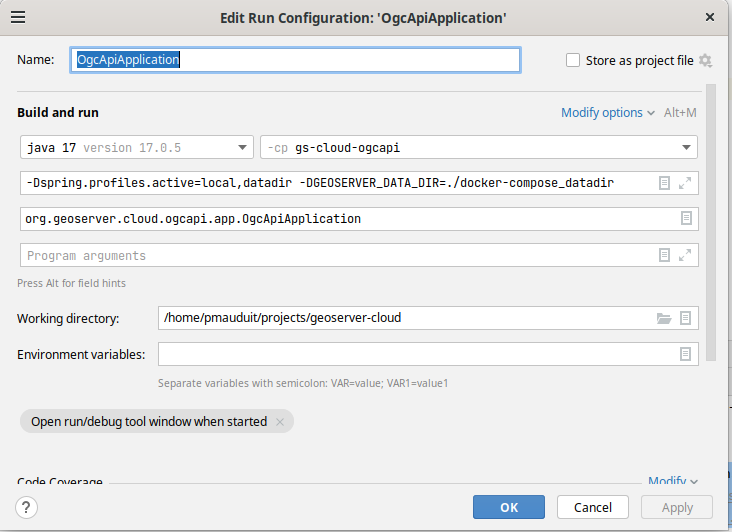 Edit Run Configuration: 'OgcApiApplication'
Name: OgcApiApplication Store as project file
Build and run Modify options Alt+M
java 17 version 17.0.5 -cp gs-cloud-ogcapi
-Dspring.profiles.active=local,datadir -DGEOSERVER_DATA_DIR=./docker-compose_datadir
org.geoserver.cloud.ogcapi.app.OgcApiApplication
Program arguments
Press Alt for field hints
Working directory: /home/pmauduit/projects/geoserver-cloud
Environment variables:
Separate variables with semicolon: VAR=value; VAR1=value1
Open run/debug tool window when started
Code Coverage Modify
? OK Cancel Apply